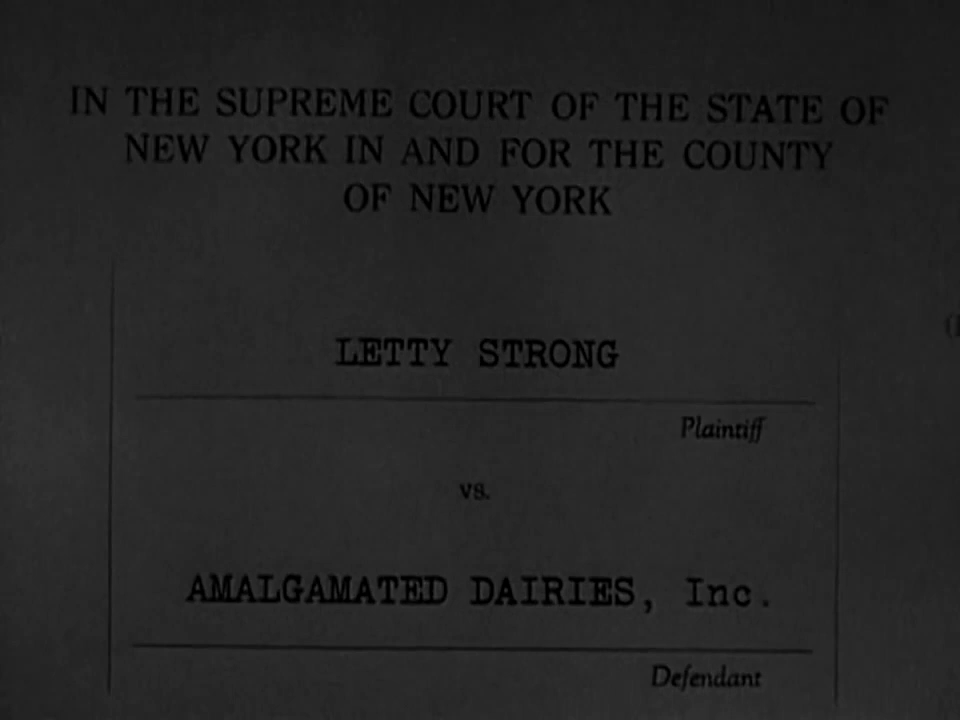 IN THE SUPREME COURT OF THE STATE OF
NEW YORK IN AND FOR THE COUNTY
OF NEW YORK
LETTY STRONG
Plaintiff
vs.
AMALGAMATED DAIRIES, Inc.
Defendant